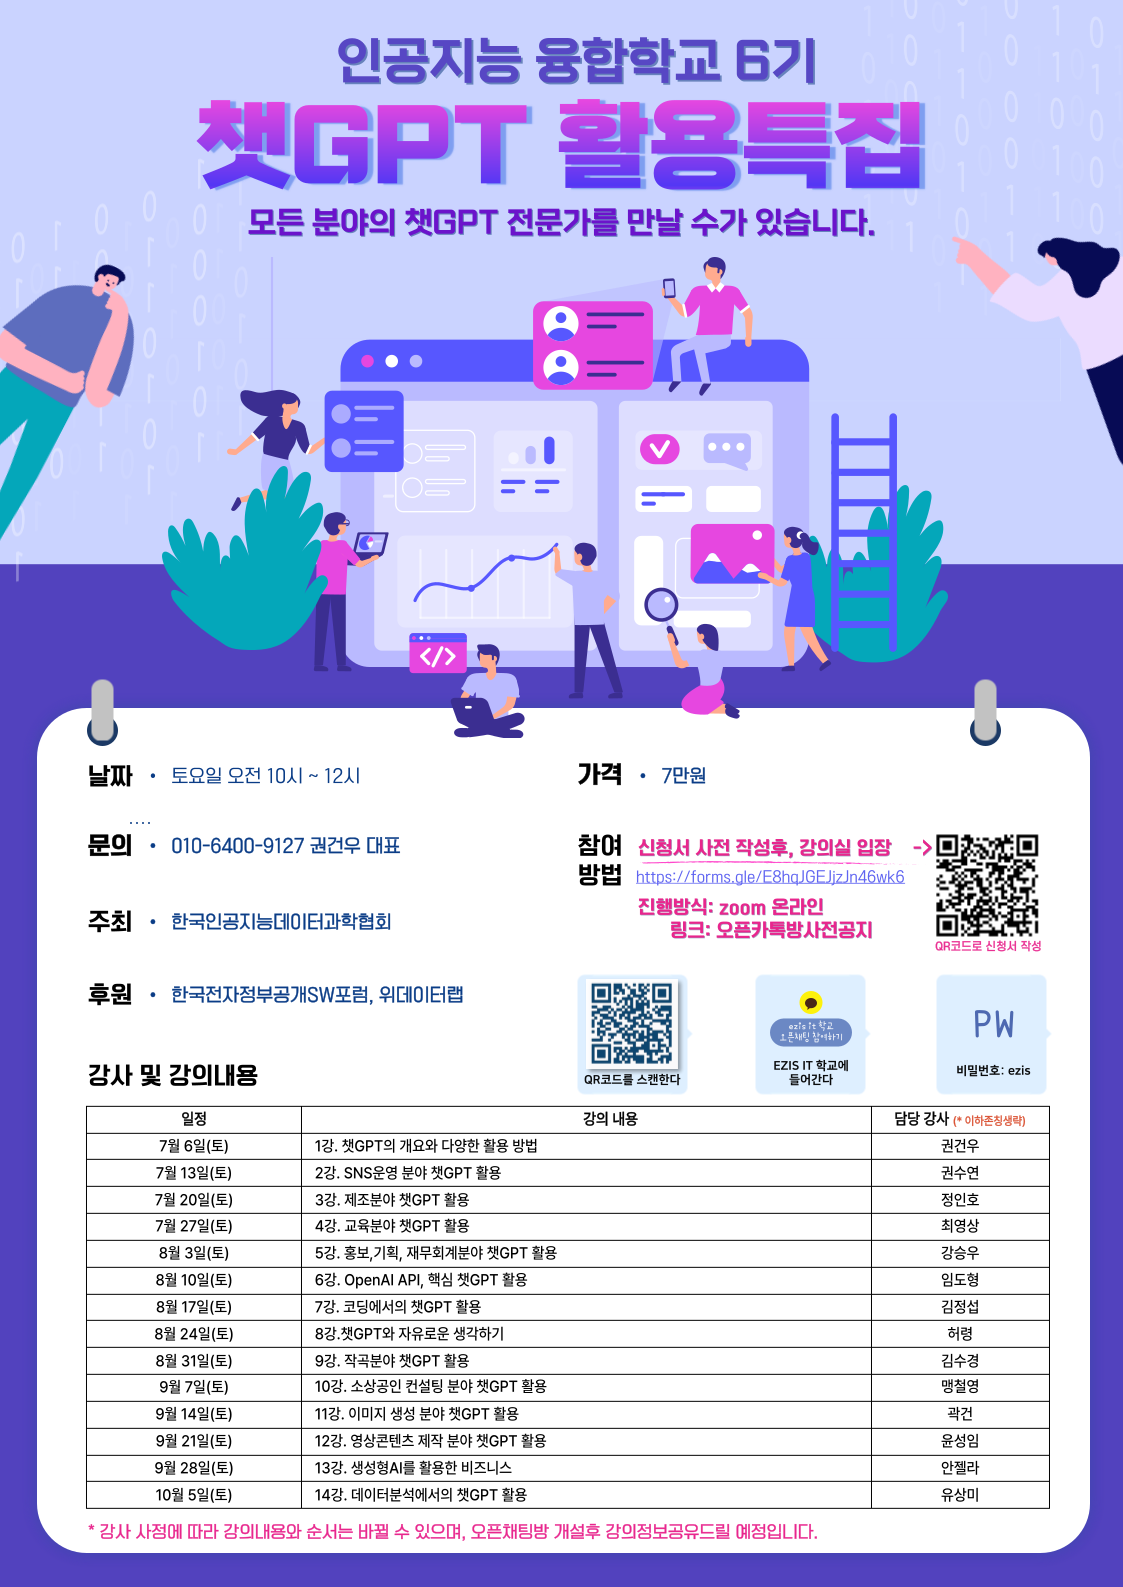 인공지능 융합학교 6기
챗GPT 활용특집
모든 분야의 챗GPT 전문가를 만날 수가 있습니다.
</>
날짜 • 토요일 오전 10시 ~ 12시
가격 • 7만원
....
문의 • 010-6400-9127 권건우 대표
참여 방법
신청서 사전 작성후, 강의실 입장 ->
https://forms.gle/E8hqJGEJjzJn46wk6
진행방식: zoom 온라인
링크: 오픈카톡방사전공지
QR코드로 신청서 작성
주최 • 한국인공지능데이터과학협회
후원 • 한국전자정부공개SW포럼, 위데이터랩
QR코드를 스캔한다
ezis it 학교
오픈채팅 참여하기
EZIS IT 학교에
들어간다
PW
비밀번호: ezis
강사 및 강의내용
일정 강의 내용 담당 강사 (* 이하존칭생략)
7월 6일(토) 1강. 챗GPT의 개요와 다양한 활용 방법 권건우
7월 13일(토) 2강. SNS운영 분야 챗GPT 활용 권수연
7월 20일(토) 3강. 제조분야 챗GPT 활용 정인호
7월 27일(토) 4강. 교육분야 챗GPT 활용 최영상
8월 3일(토) 5강. 홍보,기획, 재무회계분야 챗GPT 활용 강승우
8월 10일(토) 6강. OpenAI API, 핵심 챗GPT 활용 임도형
8월 17일(토) 7강. 코딩에서의 챗GPT 활용 김정섭
8월 24일(토) 8강.챗GPT와 자유로운 생각하기 허령
8월 31일(토) 9강. 작곡분야 챗GPT 활용 김수경
9월 7일(토) 10강. 소상공인 컨설팅 분야 챗GPT 활용 맹철영
9월 14일(토) 11강. 이미지 생성 분야 챗GPT 활용 곽건
9월 21일(토) 12강. 영상콘텐츠 제작 분야 챗GPT 활용 윤성임
9월 28일(토) 13강. 생성형AI를 활용한 비즈니스 안젤라
10월 5일(토) 14강. 데이터분석에서의 챗GPT 활용 유상미
* 강사 사정에 따라 강의내용와 순서는 바뀔 수 있으며, 오픈채팅방 개설후 강의정보공유드릴 예정입니다.